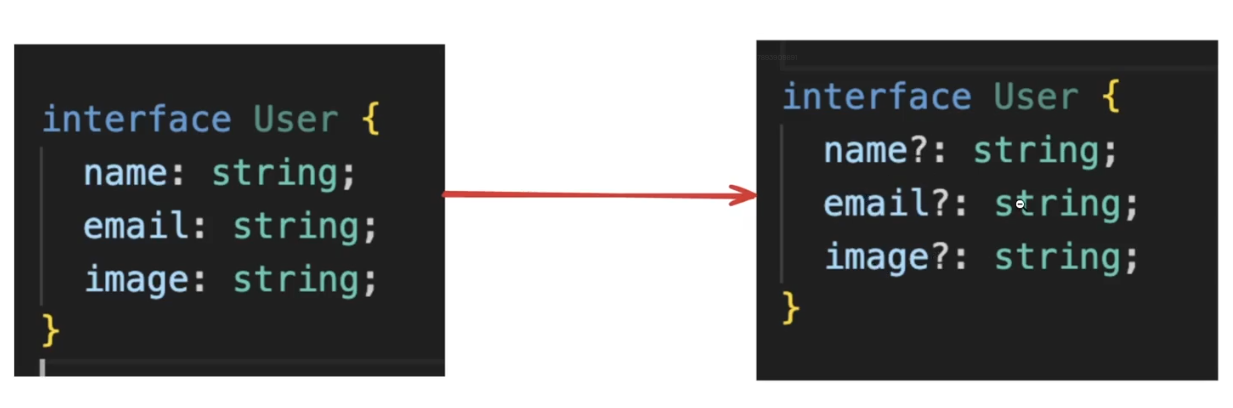 interface User {
name: string;
email: string;
image: string;
}
interface User {
name?: string;
email?: string;
image?: string;
}